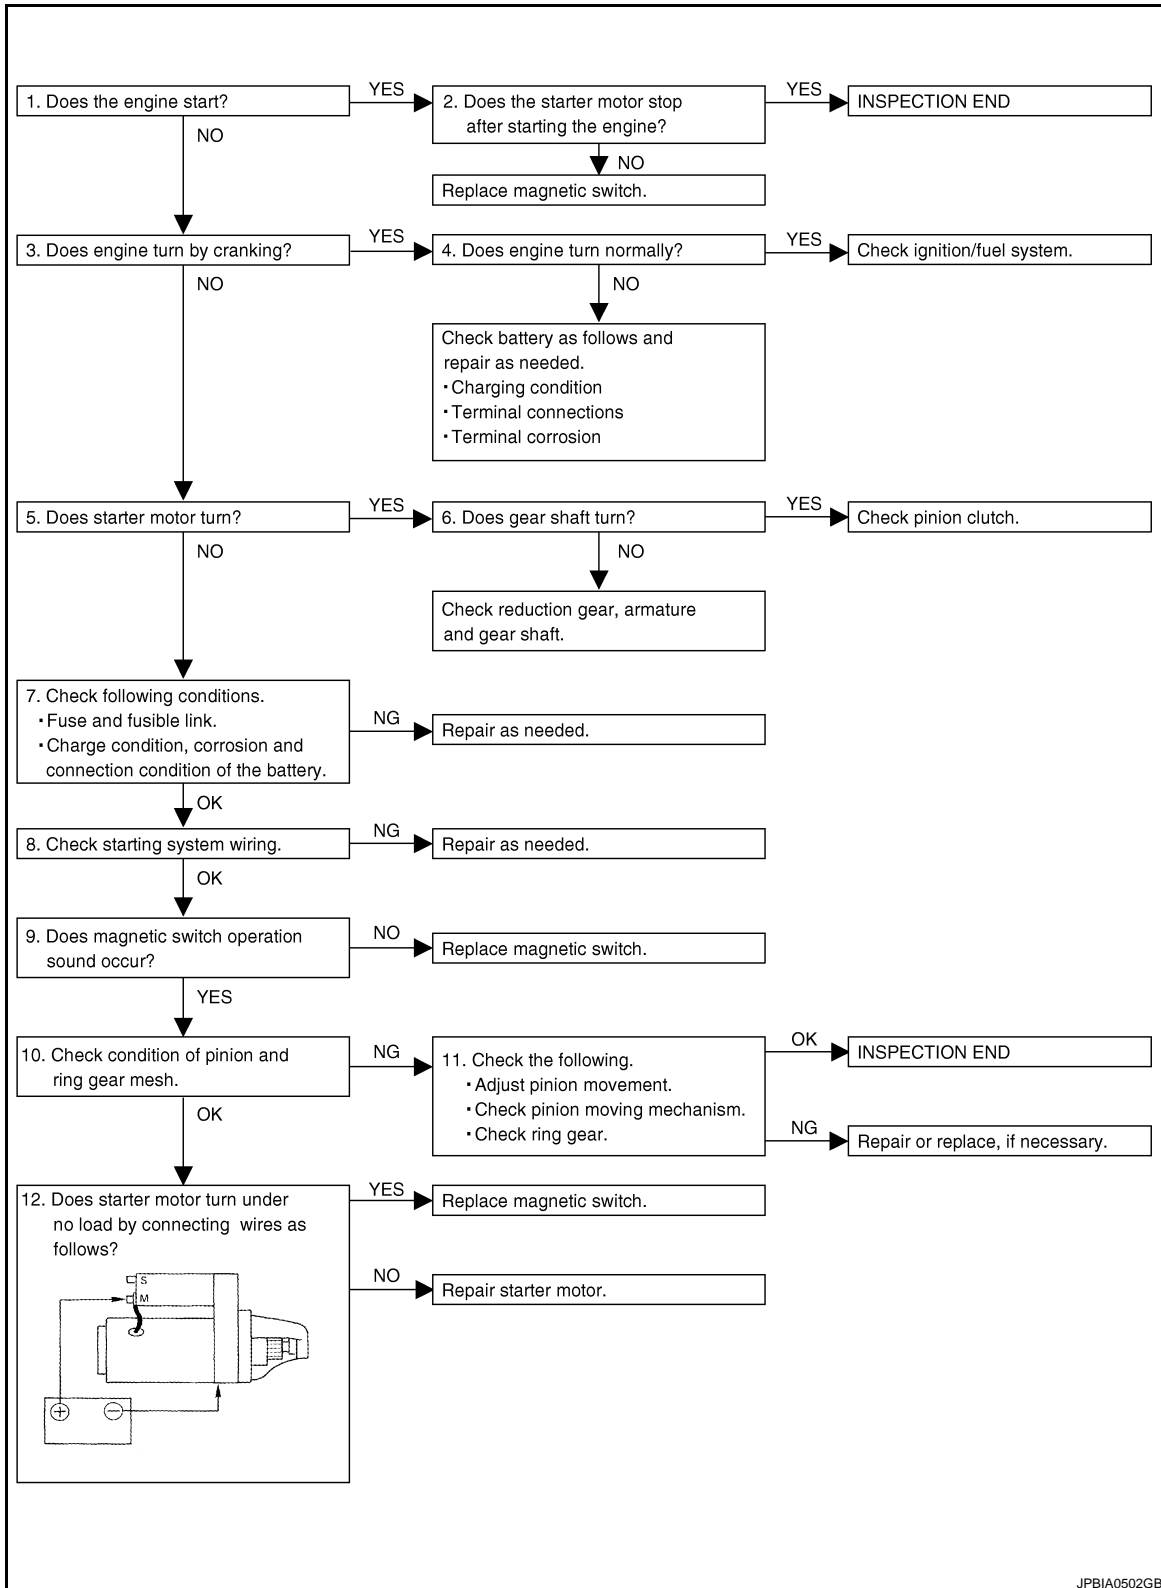 1. Does the engine start?
YES
2. Does the starter motor stop
after starting the engine?
YES
INSPECTION END
NO
NO
Replace magnetic switch.
3. Does engine turn by cranking?
YES
4. Does engine turn normally?
YES
Check ignition/fuel system.
NO
NO
Check battery as follows and
repair as needed.
・Charging condition
・Terminal connections
・Terminal corrosion
5. Does starter motor turn?
YES
6. Does gear shaft turn?
YES
Check pinion clutch.
NO
NO
Check reduction gear, armature
and gear shaft.
7. Check following conditions.
・Fuse and fusible link.
・Charge condition, corrosion and
connection condition of the battery.
NG
Repair as needed.
OK
8. Check starting system wiring.
NG
Repair as needed.
OK
9. Does magnetic switch operation
sound occur?
NO
Replace magnetic switch.
YES
10. Check condition of pinion and
ring gear mesh.
NG
11. Check the following.
・Adjust pinion movement.
・Check pinion moving mechanism.
・Check ring gear.
OK
INSPECTION END
NG
Repair or replace, if necessary.
OK
12. Does starter motor turn under
no load by connecting wires as
follows?
YES
Replace magnetic switch.
NO
Repair starter motor.
S
M
+
−
JPBIA0502GB